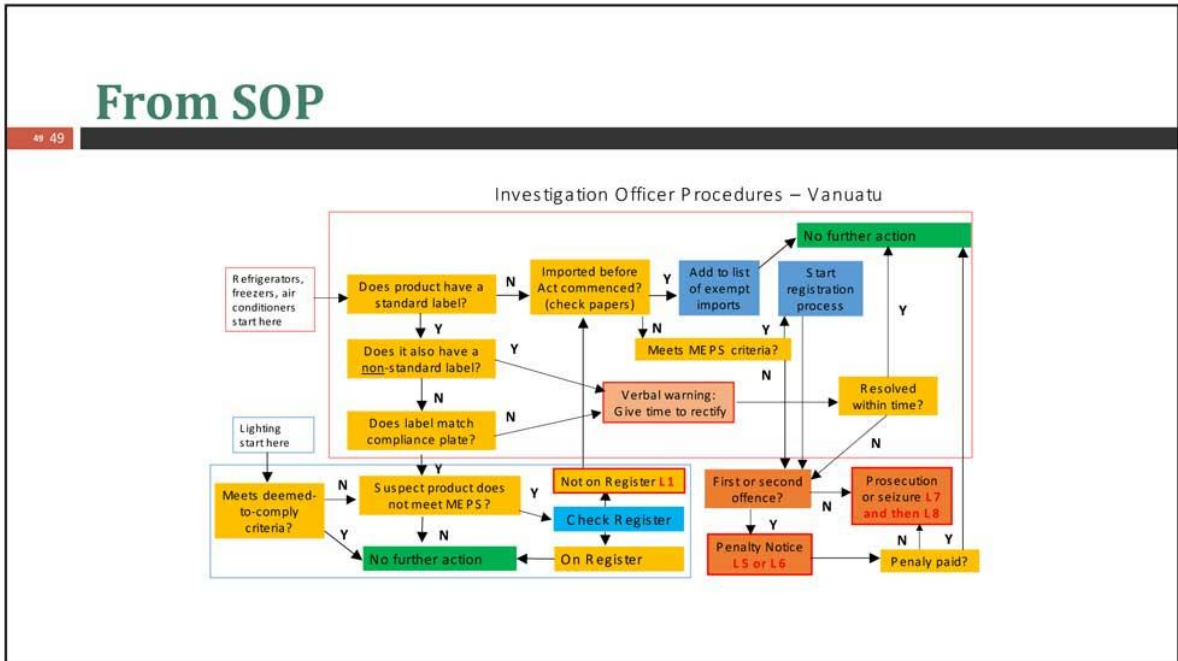 From SOP
49 49
Investigation Officer Procedures – Vanuatu
No further action
Refrigerators,
freezers, air
conditioners
start here
Does product have a
standard label?
N
Imported before
Act commenced?
(check papers)
Y
Add to list
of exempt
imports
Start
registration
process
Y
N
Y
Y
Meets MEPS criteria?
N
Does it also have a
non-standard label?
Y
N
Verbal warning:
Give time to rectify
Resolved
within time?
N
Lighting
start here
Does label match
compliance plate?
N
Y
Meets deemed-
to-comply
criteria?
N
Y
Suspect product does
not meet MEPS?
Y
N
Not on Register L1
Check Register
On Register
No further action
First or second
offence?
N
Y
Prosecution
or seizure L7
and then L8
Penalty Notice
L5 or L6
N
Y
Penaly paid?